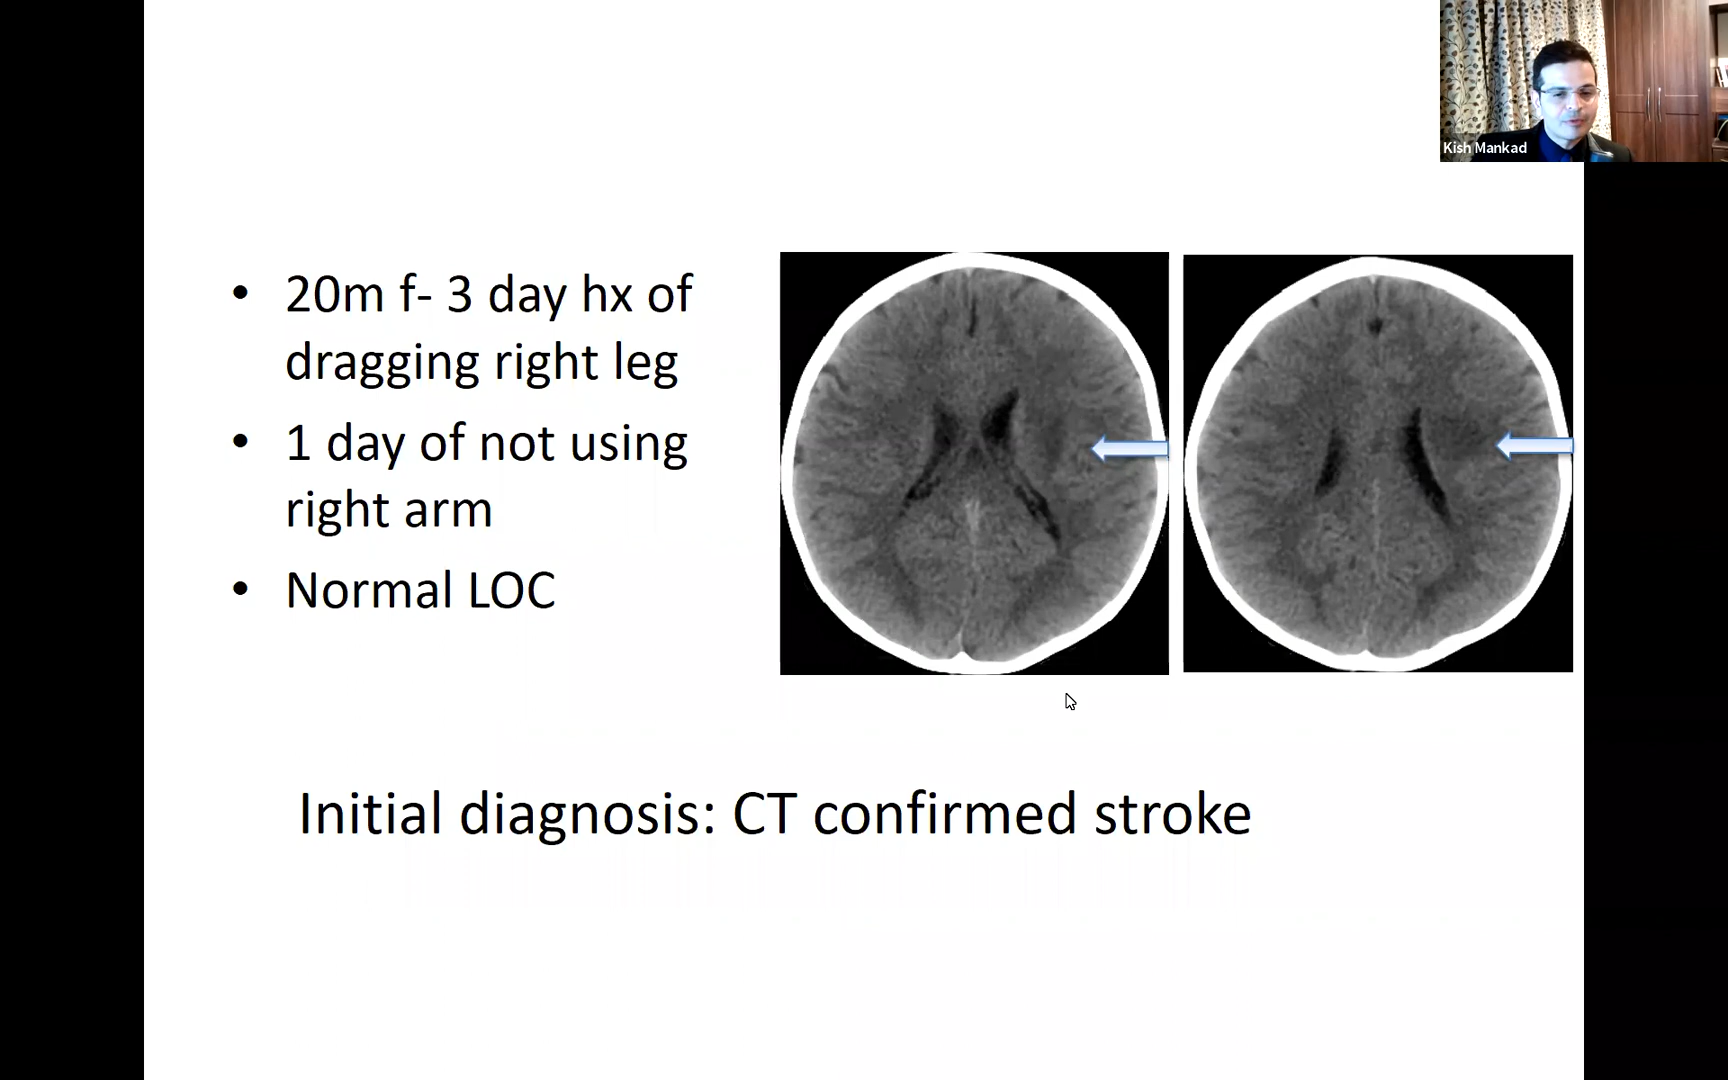 Kish Mankad
• 20m f- 3 day hx of
dragging right leg
• 1 day of not using
right arm
• Normal LOC
Initial diagnosis: CT confirmed stroke